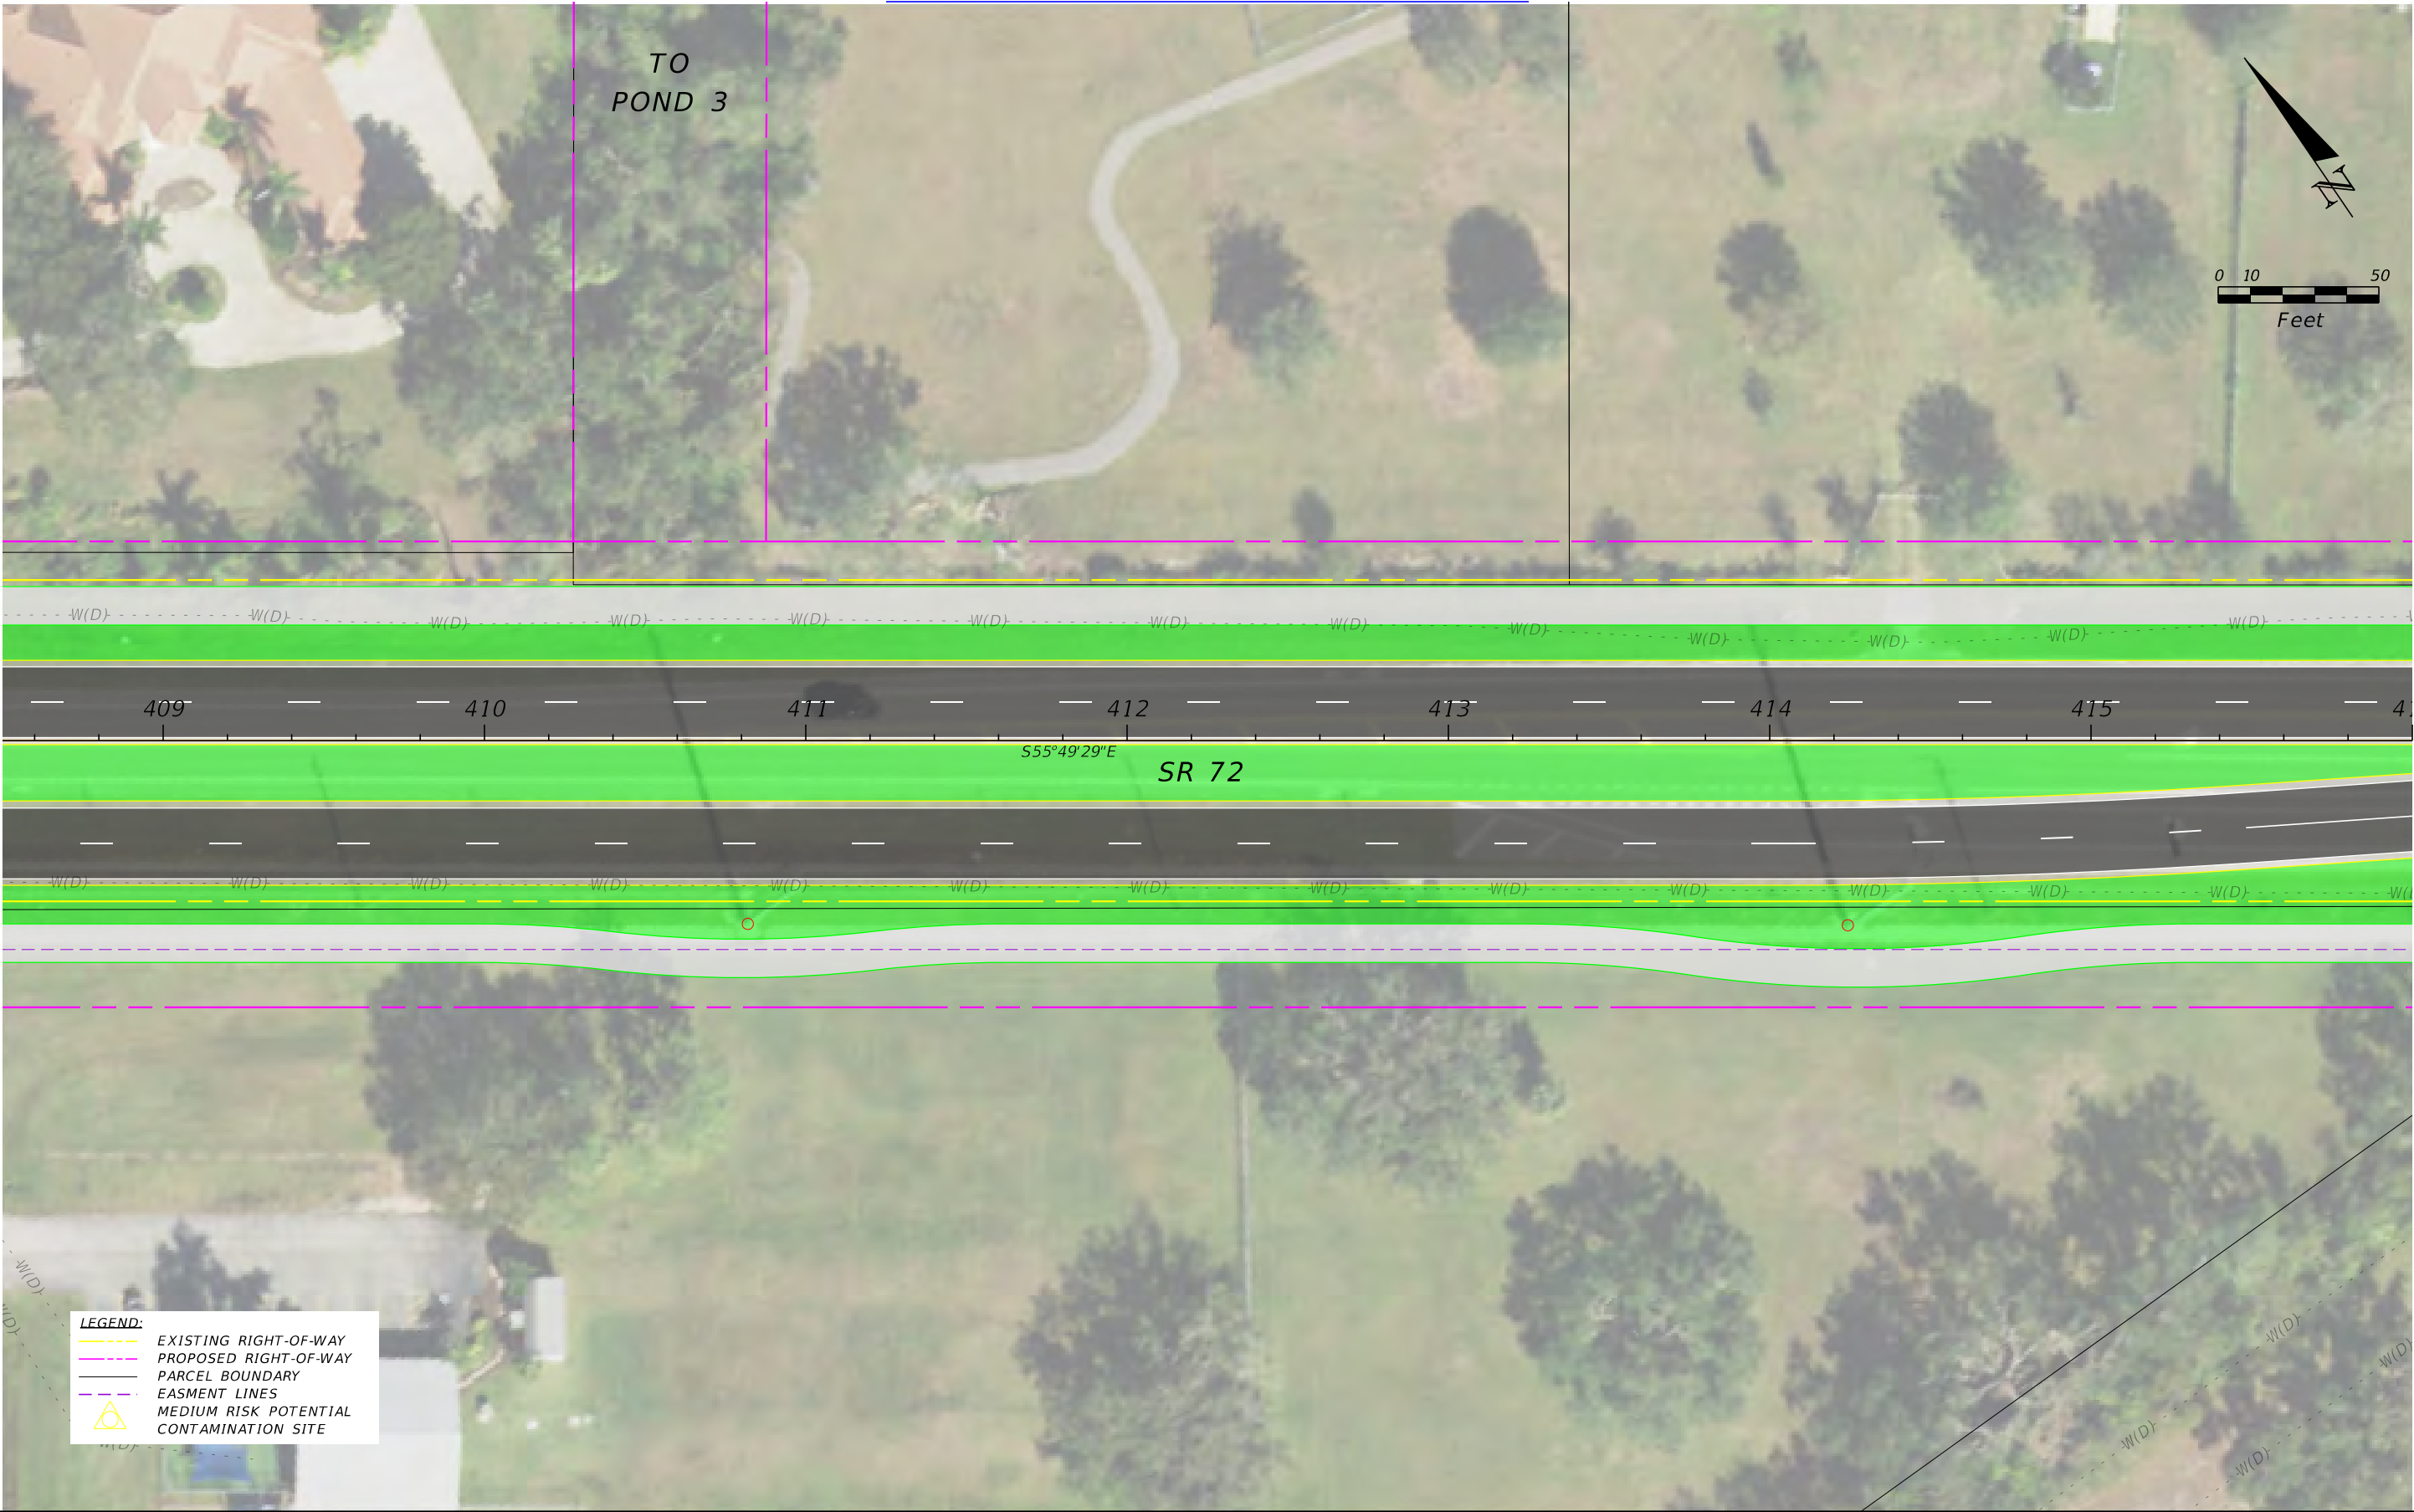 TO
POND 3
N
0 10 50
Feet
W(D) W(D) W(D) W(D) W(D) W(D) W(D) W(D) W(D) W(D) W(D) W(D) W(D)
409 410 411 412 413 414 415
S55°49'29"E
SR 72
W(D) W(D) W(D) W(D) W(D) W(D) W(D) W(D) W(D) W(D) W(D) W(D) W(D)
W(D)
W(D)
W(D)
W(D)
W(D)
W(D)
W(D)
LEGEND:
EXISTING RIGHT-OF-WAY
PROPOSED RIGHT-OF-WAY
PARCEL BOUNDARY
EASMENT LINES
MEDIUM RISK POTENTIAL
CONTAMINATION SITE